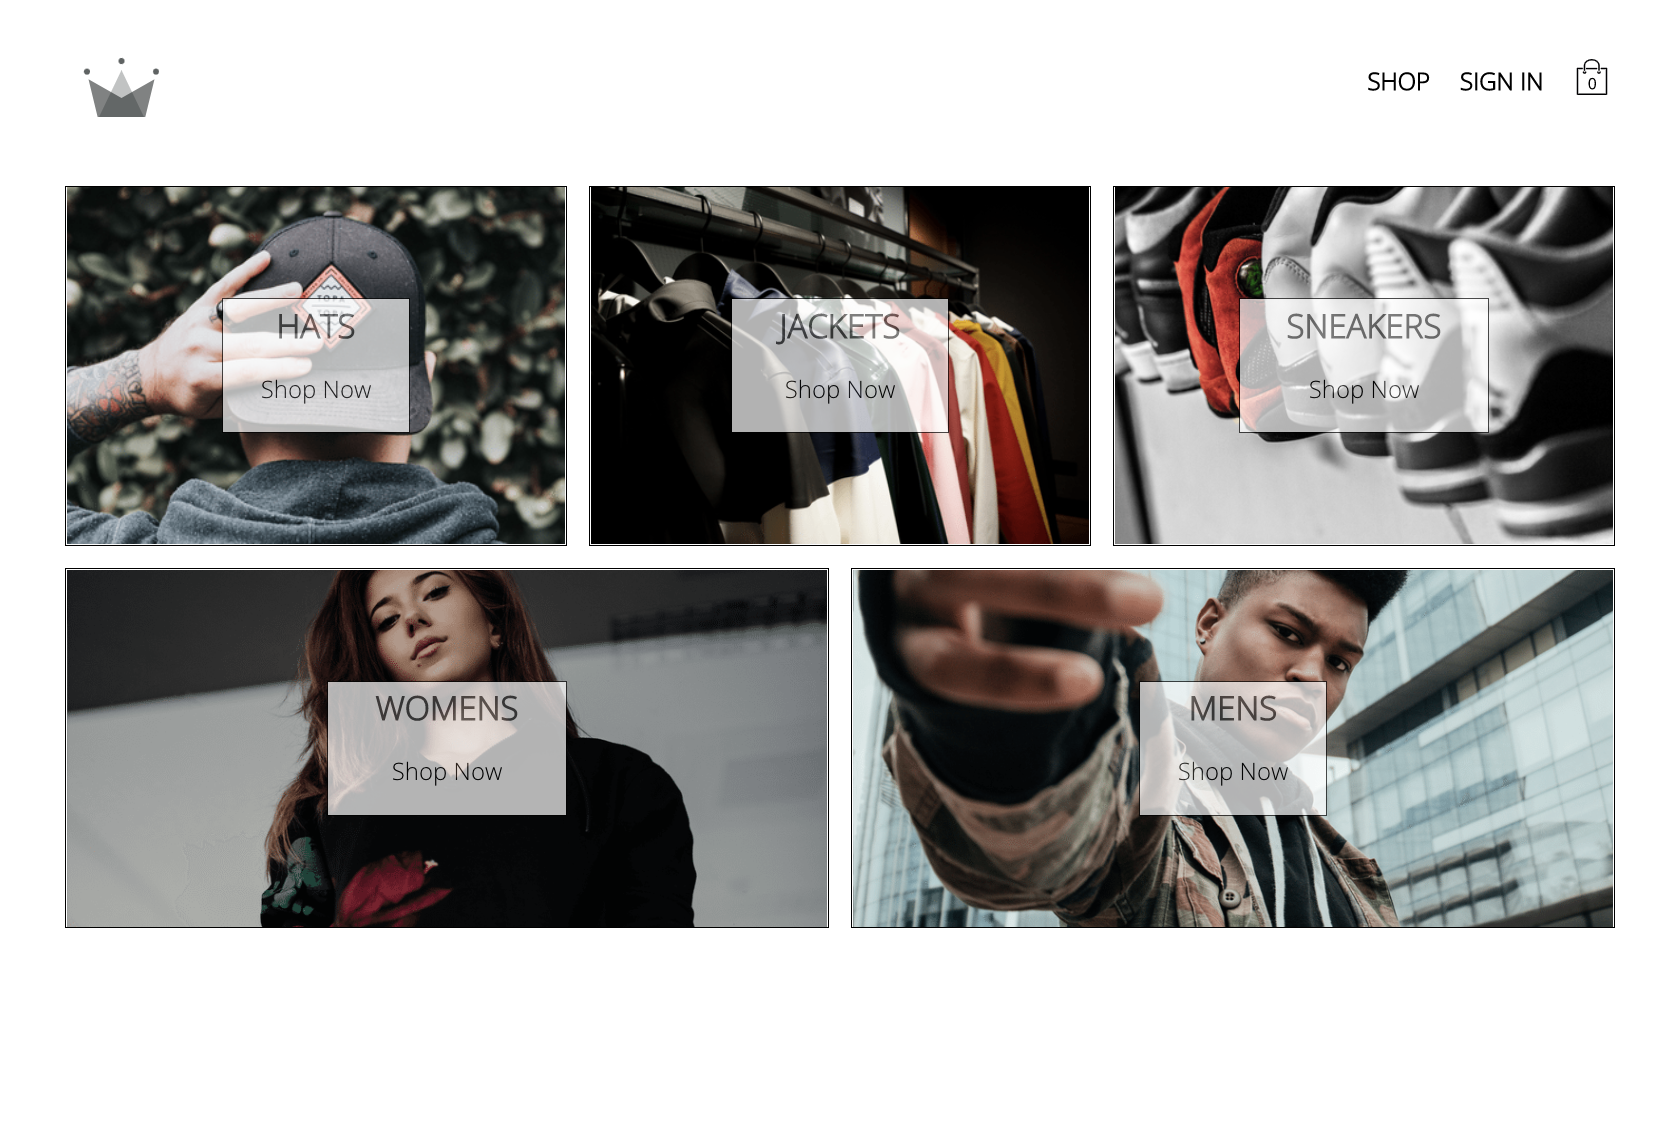 SHOP
SIGN IN
0
TOPA
HATS
Shop Now
JACKETS
Shop Now
SNEAKERS
Shop Now
WOMENS
Shop Now
MENS
Shop Now